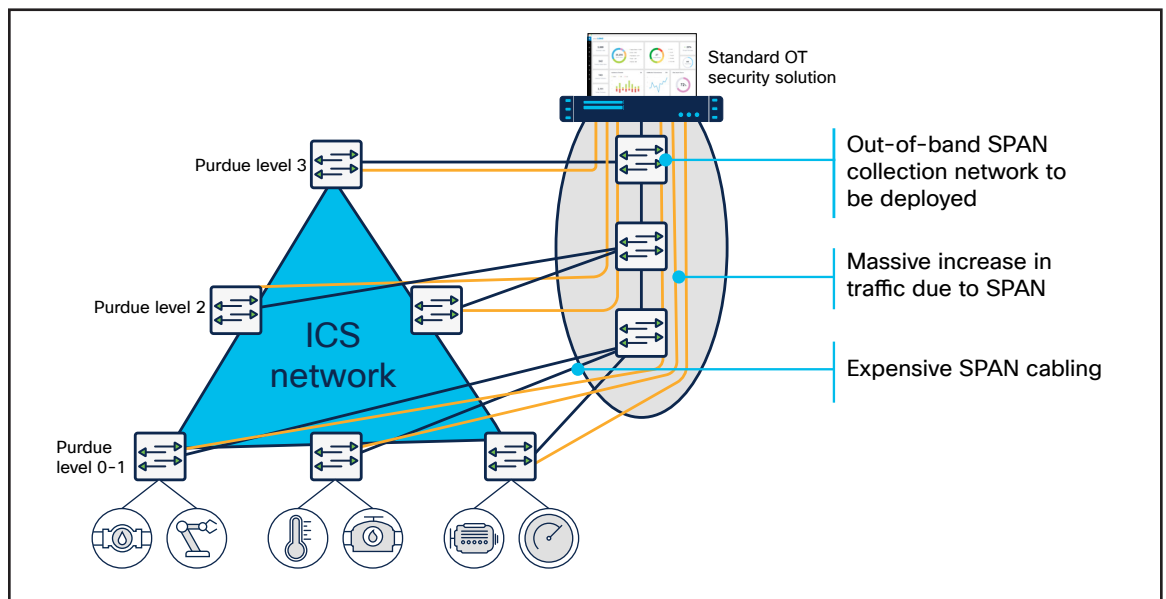 Standard OT
security solution
Purdue level 3
Out-of-band SPAN
collection network to
be deployed
Purdue level 2
Massive increase in
traffic due to SPAN
ICS
network
Expensive SPAN cabling
Purdue
level 0-1